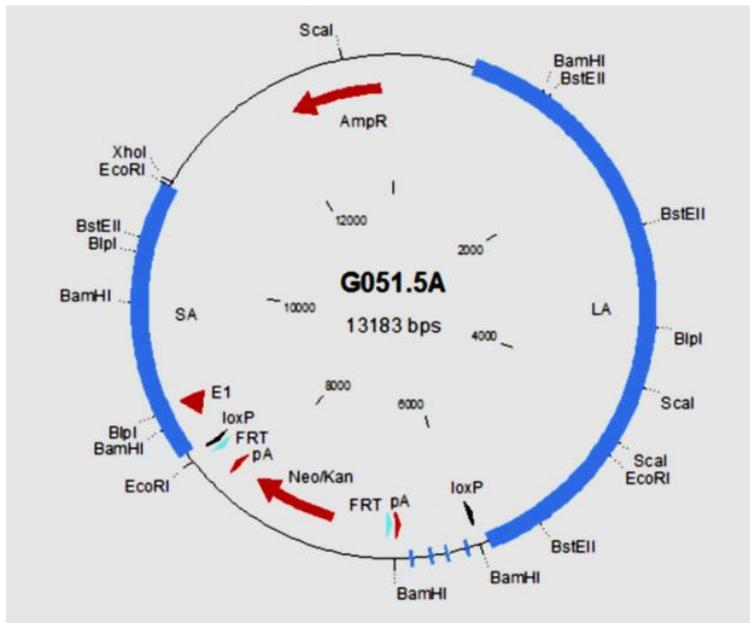 ScaI
BamHI
BstEII
AmpR
XhoI
EcoRI
12000
2000
BstEII
BstEII
BlpI
G051.5A
BamHI
SA
10000
13183 bps
LA
4000
BlpI
8000
6000
ScaI
E1
loxP
BlpI
FRT
BamHI
pA
ScaI
EcoRI
EcoRI
Neo/Kan
loxP
FRT
pA
BstEII
BamHI
BamHI